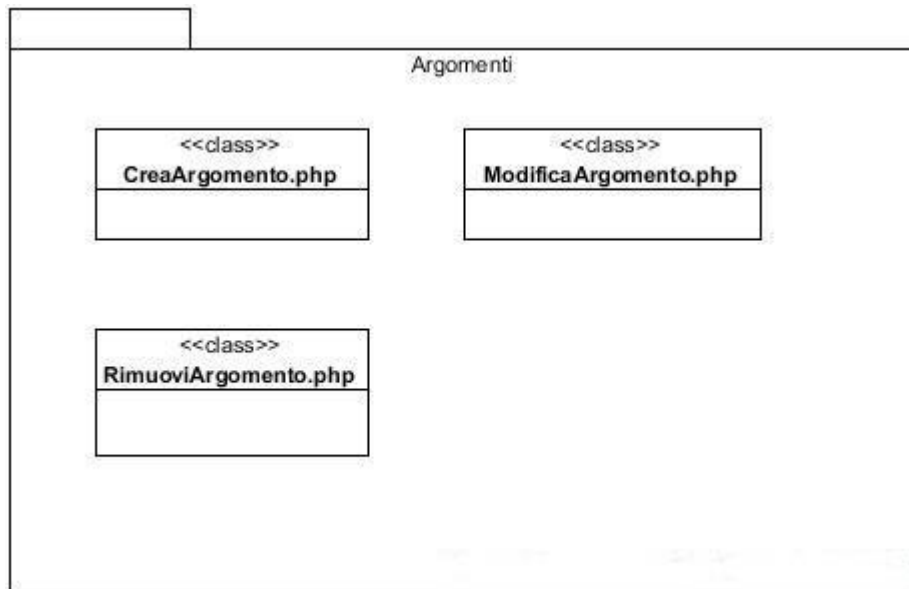 Argomenti
<<class>>
CreaArgomento.php
<<class>>
ModificaArgomento.php
<<class>>
RimuoviArgomento.php